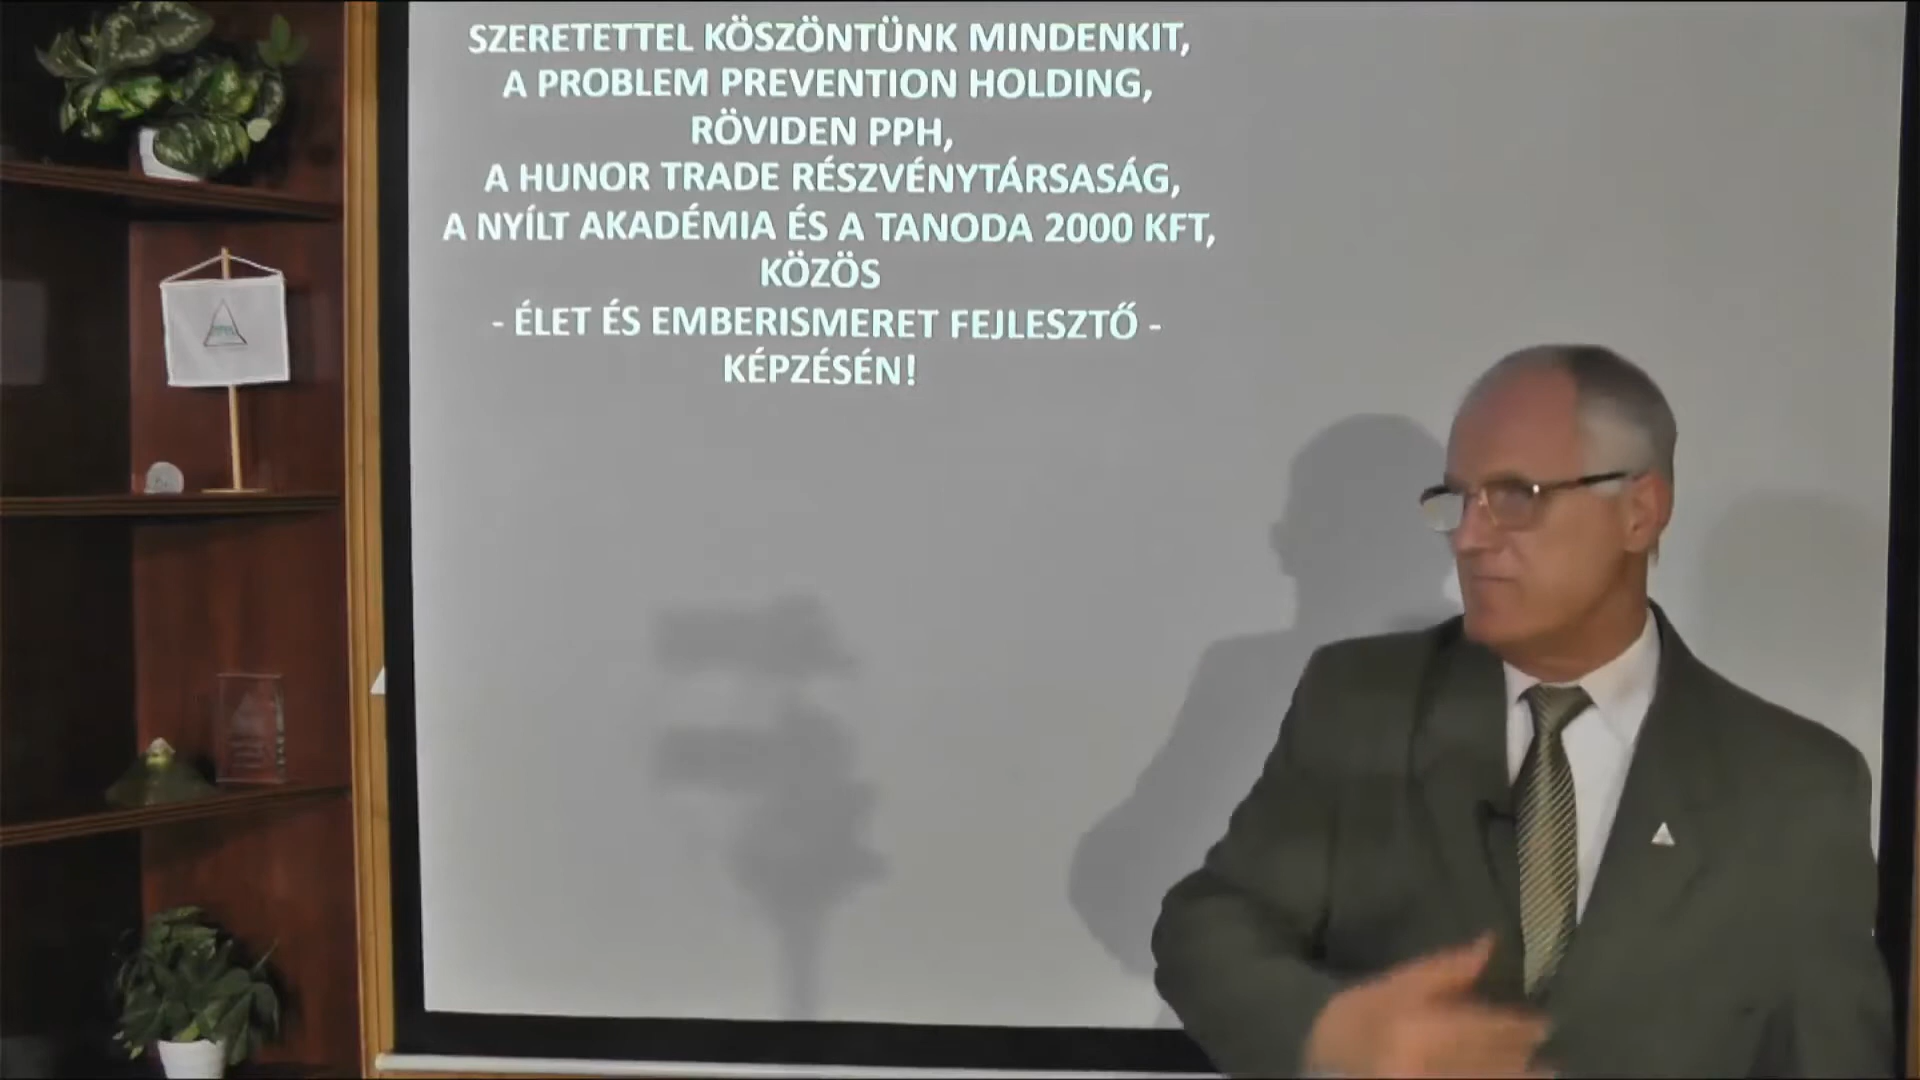 SZERETETTEL KÖSZÖNTÜNK MINDENKIT,
A PROBLEM PREVENTION HOLDING,
RÖVIDEN PPH,
A HUNOR TRADE RÉSZVÉNYTÁRSASÁG,
A NYÍLT AKADÉMIA ÉS A TANODA 2000 KFT,
KÖZÖS
- ÉLET ÉS EMBERISMERET FEJLESZTŐ -
KÉPZÉSÉN!